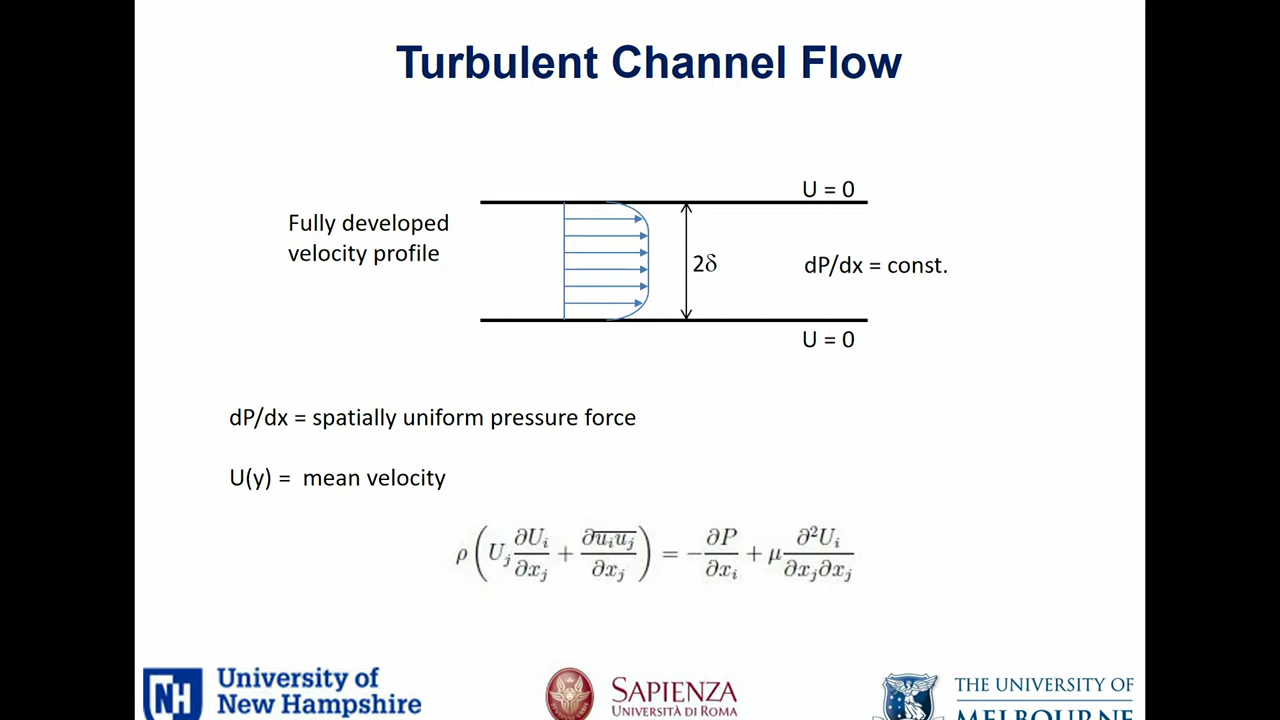 Turbulent Channel Flow
U = 0
Fully developed
velocity profile
2δ
dP/dx = const.
U = 0
dP/dx = spatially uniform pressure force
U(y) = mean velocity
ρ ( U_j ∂U_i/∂x_j + ∂\overline{u_i u_j}/∂x_j ) = − ∂P/∂x_i + μ ∂²U_i/∂x_j∂x_j
NH
University of
New Hampshire
SAPIENZA
UNIVERSITÀ DI ROMA
THE UNIVERSITY OF
MELBOURNE